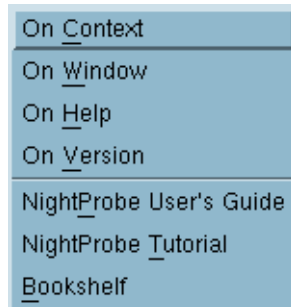 On Context
On Window
On Help
On Version
NightProbe User's Guide
NightProbe Tutorial
Bookshelf